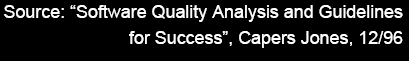 Source: “Software Quality Analysis and Guidelines
for Success”, Capers Jones, 12/96